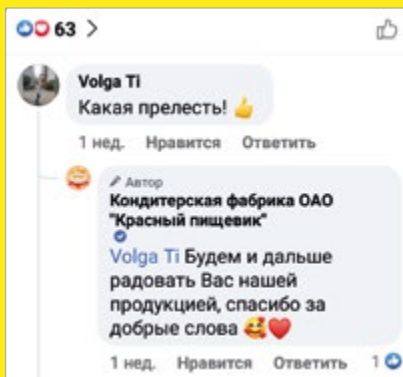 63 >
Volga Ti
Какая прелесть! 👍
1 нед. Нравится Ответить
Автор
Кондитерская фабрика ОАО
"Красный пищевик"
Volga Ti Будем и дальше
радовать Вас нашей
продукцией, спасибо за
добрые слова 🥰❤️
1 нед. Нравится Ответить 1